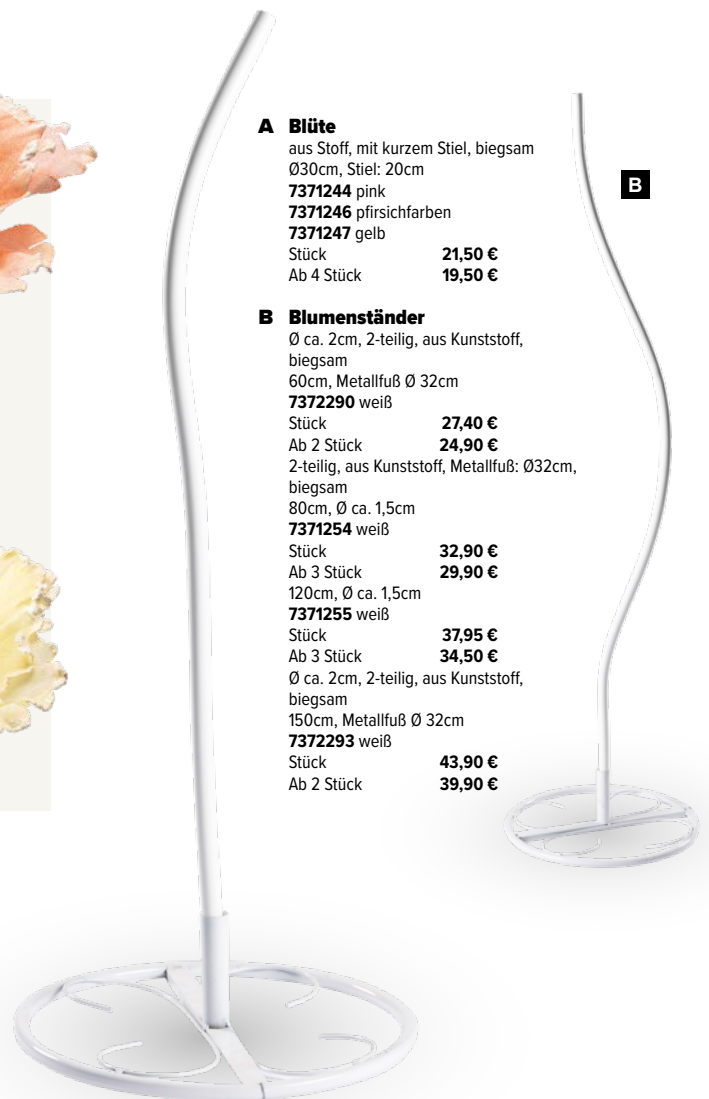 A Blüte
aus Stoff, mit kurzem Stiel, biegsam
Ø30cm, Stiel: 20cm
7371244 pink
7371246 pfirsichfarben
7371247 gelb
Stück 21,50 €
Ab 4 Stück 19,50 €
B Blumenständer
Ø ca. 2cm, 2-teilig, aus Kunststoff,
biegsam
60cm, Metallfuß Ø 32cm
7372290 weiß
Stück 27,40 €
Ab 2 Stück 24,90 €
2-teilig, aus Kunststoff, Metallfuß: Ø32cm,
biegsam
80cm, Ø ca. 1,5cm
7371254 weiß
Stück 32,90 €
Ab 3 Stück 29,90 €
120cm, Ø ca. 1,5cm
7371255 weiß
Stück 37,95 €
Ab 3 Stück 34,50 €
Ø ca. 2cm, 2-teilig, aus Kunststoff,
biegsam
150cm, Metallfuß Ø 32cm
7372293 weiß
Stück 43,90 €
Ab 2 Stück 39,90 €
B